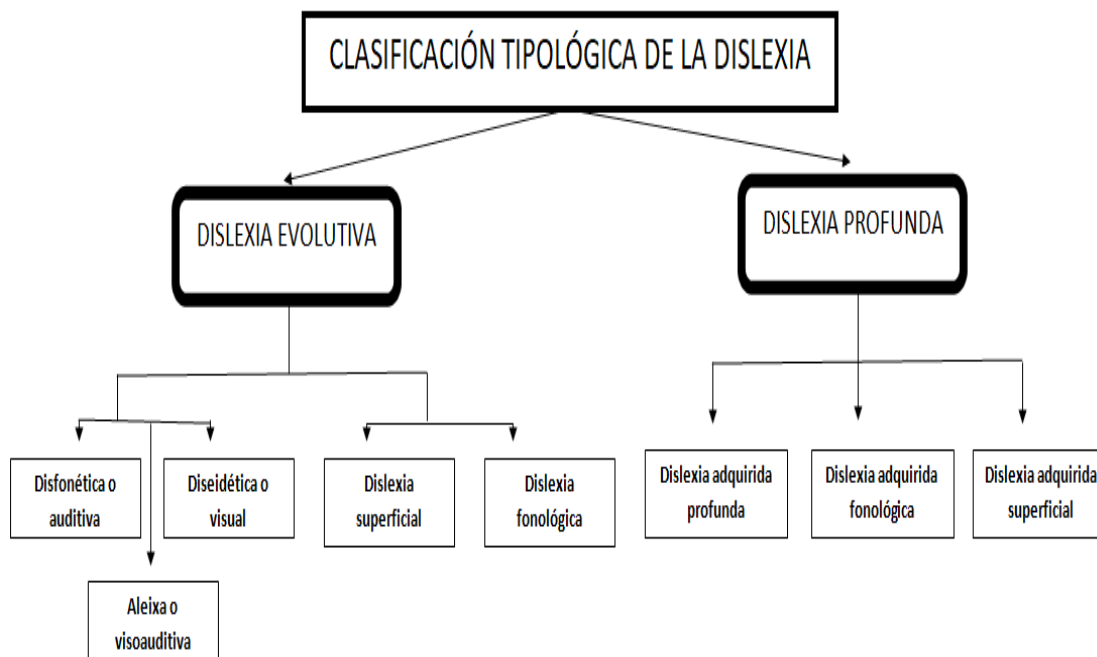 CLASIFICACIÓN TIPOLÓGICA DE LA DISLEXIA
DISLEXIA EVOLUTIVA
DISLEXIA PROFUNDA
Disfonética o
auditiva
Diseidética o
visual
Dislexia
superficial
Dislexia
fonológica
Dislexia adquirida
profunda
Dislexia adquirida
fonológica
Dislexia adquirida
superficial
Aleixa o
visoauditiva